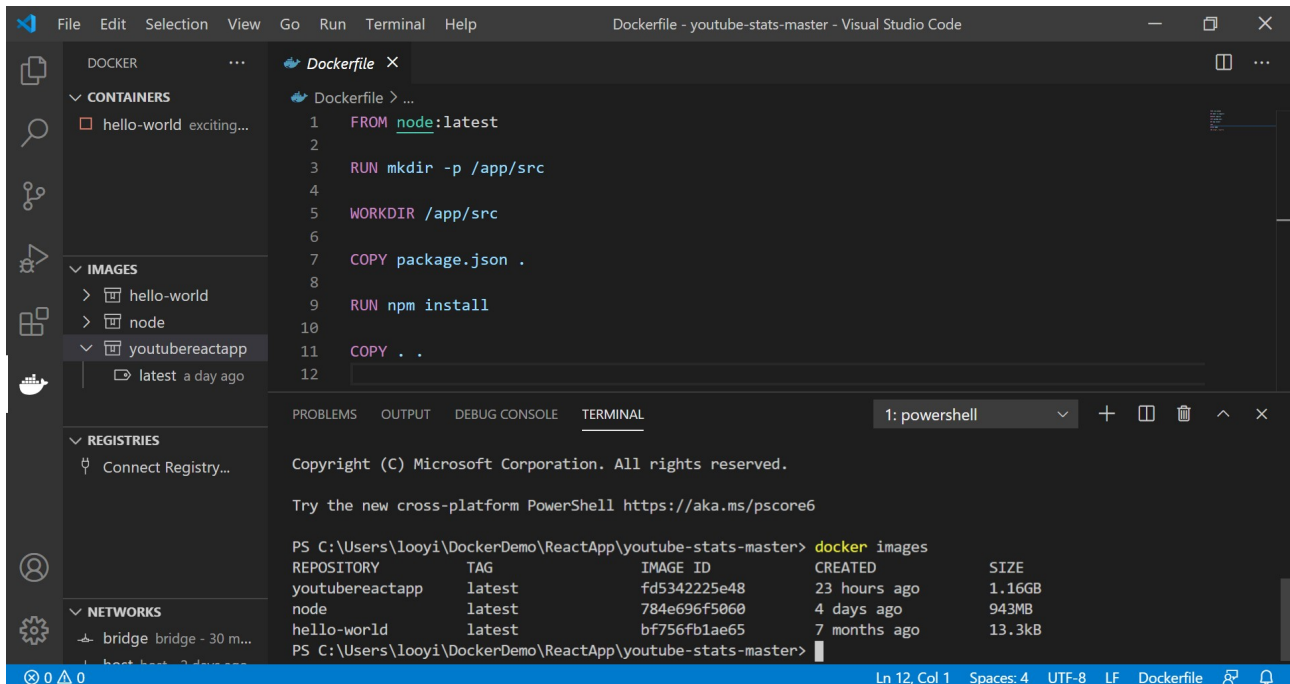 File Edit Selection View Go Run Terminal Help Dockerfile - youtube-stats-master - Visual Studio Code
DOCKER ...
CONTAINERS
hello-world exciting...
IMAGES
hello-world
node
youtubereactapp
latest a day ago
REGISTRIES
Connect Registry...
NETWORKS
bridge bridge - 30 m...
Dockerfile
Dockerfile > ...
1 FROM node:latest
2
3 RUN mkdir -p /app/src
4
5 WORKDIR /app/src
6
7 COPY package.json .
8
9 RUN npm install
10
11 COPY . .
12
PROBLEMS OUTPUT DEBUG CONSOLE TERMINAL 1: powershell
Copyright (C) Microsoft Corporation. All rights reserved.
Try the new cross-platform PowerShell https://aka.ms/pscore6
PS C:\Users\looyi\DockerDemo\ReactApp\youtube-stats-master> docker images
REPOSITORY TAG IMAGE ID CREATED SIZE
youtubereactapp latest fd5342225e48 23 hours ago 1.16GB
node latest 784e696f5060 4 days ago 943MB
hello-world latest bf756fb1ae65 7 months ago 13.3kB
PS C:\Users\looyi\DockerDemo\ReactApp\youtube-stats-master>
0 0 Ln 12, Col 1 Spaces: 4 UTF-8 LF Dockerfile